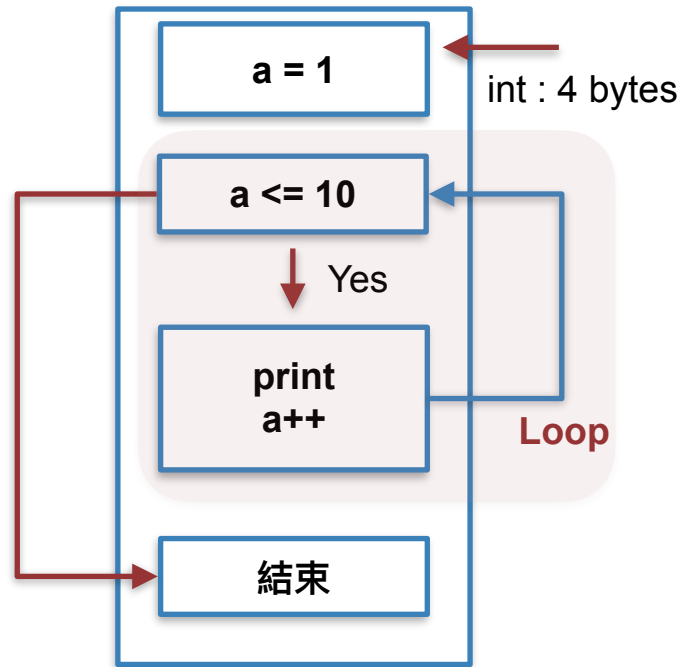 a = 1
int : 4 bytes
a <= 10
Yes
print
a++
Loop
結束